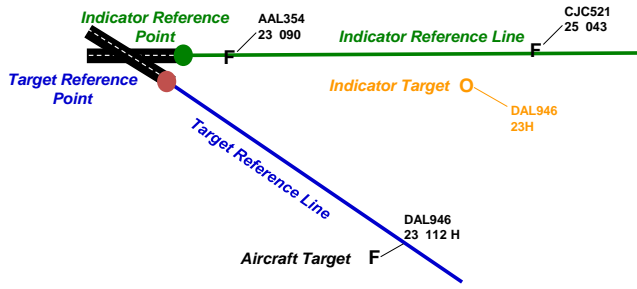 Indicator Reference
Point
AAL354
23 090
Indicator Reference Line
CJC521
25 043
F
F
Target Reference
Point
Indicator Target
O
DAL946
23H
Target Reference Line
DAL946
23 112 H
Aircraft Target
F